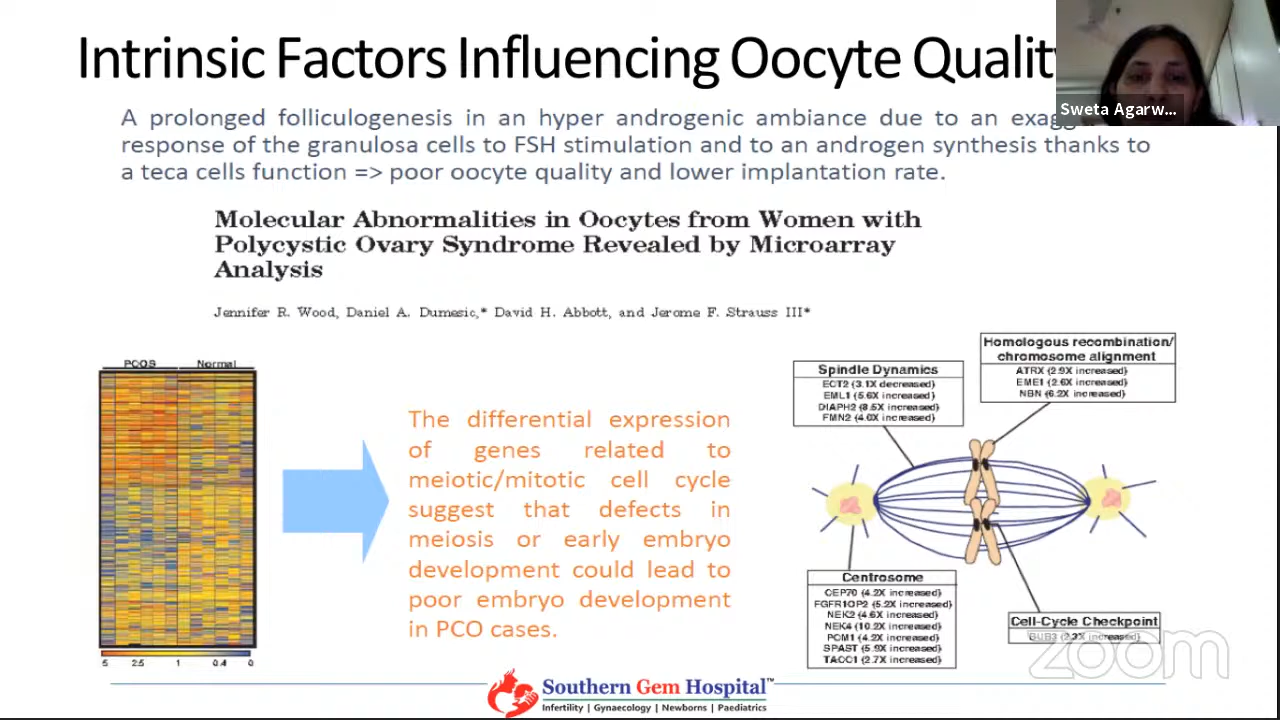 Intrinsic Factors Influencing Oocyte Quality
Sweta Agarw...
A prolonged folliculogenesis in an hyper androgenic ambiance due to an
response of the granulosa cells to FSH stimulation and to an androgen synthesis thanks to
a teca cells function => poor oocyte quality and lower implantation rate.
Molecular Abnormalities in Oocytes from Women with
Polycystic Ovary Syndrome Revealed by Microarray
Analysis
Jennifer R. Wood, Daniel A. Dumesic,* David H. Abbott, and Jerome F. Strauss III*
PCOS Normal
5 2.5 1 0.4 0
The differential expression
of genes related to
meiotic/mitotic cell cycle
suggest that defects in
meiosis or early embryo
development could lead to
poor embryo development
in PCO cases.
Spindle Dynamics
ECT2 (3.1X decreased)
EML1 (5.6X increased)
DIAPH2 (8.5X increased)
FMN2 (4.0X increased)
Homologous recombination/
chromosome alignment
ATRX (2.9X increased)
EME1 (2.6X increased)
NBN (6.2X increased)
Centrosome
CEP70 (4.2X increased)
FGFR1OP2 (5.2X increased)
NEK2 (4.6X increased)
NEK4 (10.2X increased)
POM1 (4.2X increased)
SPAST (5.9X increased)
TACC1 (2.7X increased)
Cell-Cycle Checkpoint
BUB3 (2.3X increased)
zoom
Southern Gem Hospital™
Infertility | Gynaecology | Newborns | Paediatrics